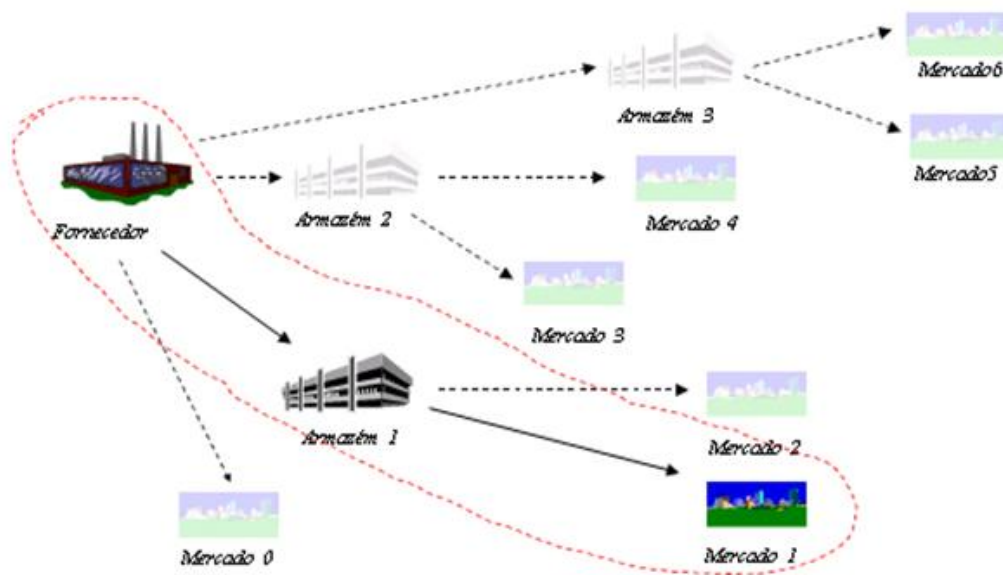 Mercado6
Armazém 3
Mercado5
Armazém 2
Mercado 4
Fornecedor
Mercado 3
Armazém 1
Mercado 2
Mercado 0
Mercado 1